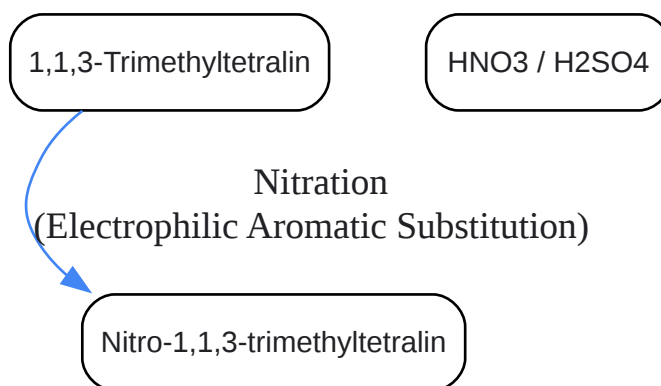 1,1,3-Trimethyltetralin
HNO3 / H2SO4
Nitration
(Electrophilic Aromatic Substitution)
Nitro-1,1,3-trimethyltetralin